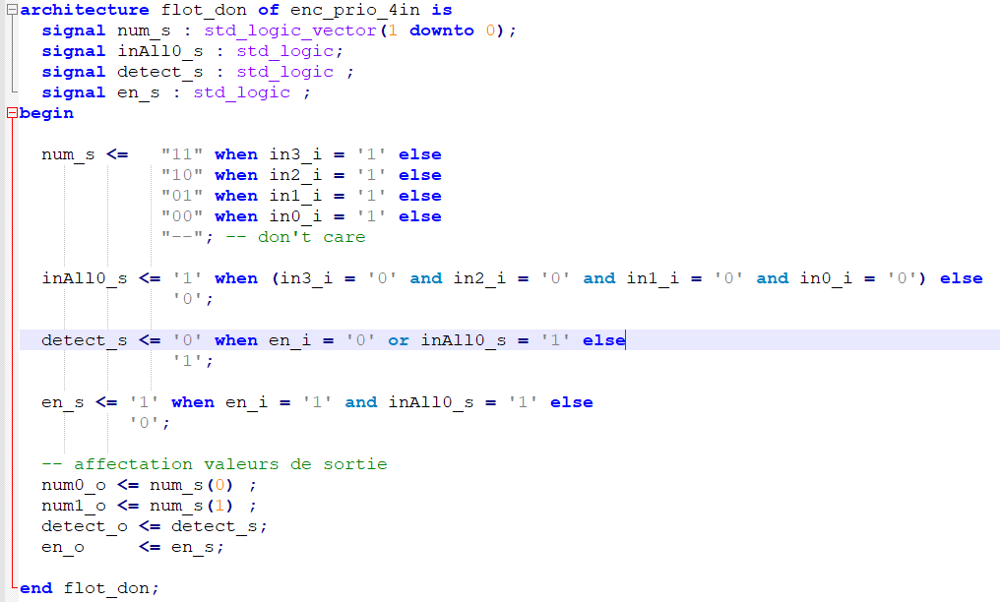 architecture flot_don of enc_prio_4in is
signal num_s : std_logic_vector(1 downto 0);
signal inAll0_s : std_logic;
signal detect_s : std_logic ;
signal en_s : std_logic ;
begin
num_s <= "11" when in3_i = '1' else
"10" when in2_i = '1' else
"01" when in1_i = '1' else
"00" when in0_i = '1' else
"--"; -- don't care
inAll0_s <= '1' when (in3_i = '0' and in2_i = '0' and in1_i = '0' and in0_i = '0') else
'0';
detect_s <= '0' when en_i = '0' or inAll0_s = '1' else
'1';
en_s <= '1' when en_i = '1' and inAll0_s = '1' else
'0';
-- affectation valeurs de sortie
num0_o <= num_s(0) ;
num1_o <= num_s(1) ;
detect_o <= detect_s;
en_o <= en_s;
end flot_don;